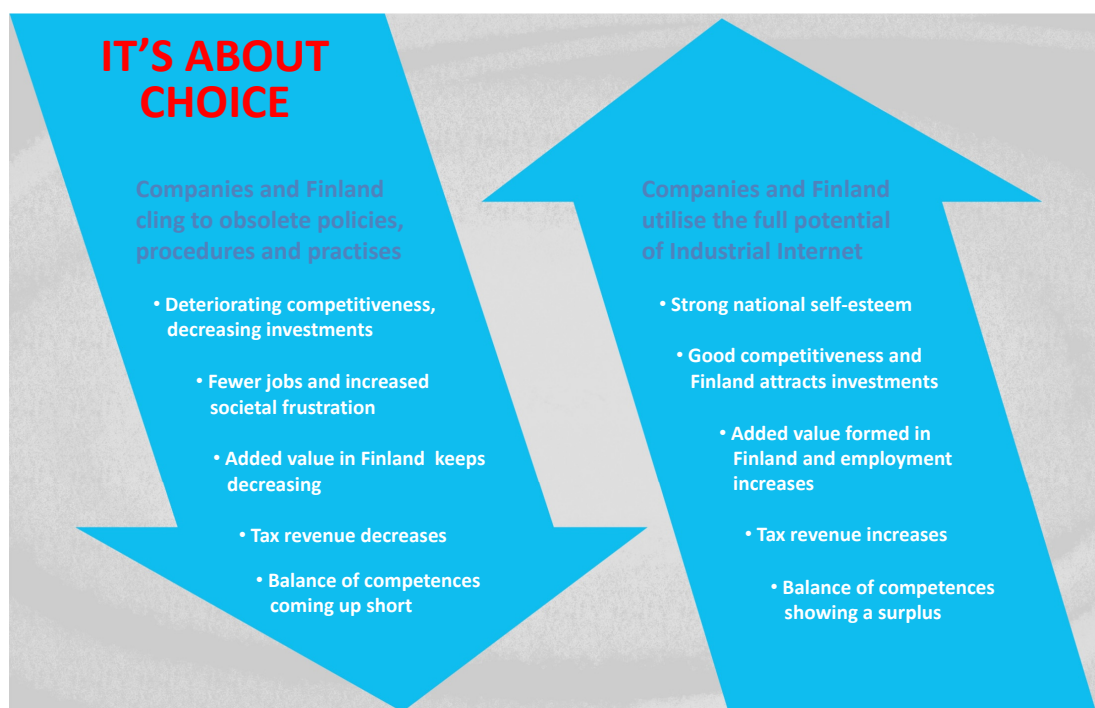 IT’S ABOUT
CHOICE
Companies and Finland
cling to obsolete policies,
procedures and practises
• Deteriorating competitiveness,
decreasing investments
• Fewer jobs and increased
societal frustration
• Added value in Finland  keeps
decreasing
• Tax revenue decreases
• Balance of competences
coming up short
Companies and Finland
utilise the full potential
of Industrial Internet
• Strong national self-esteem
• Good competitiveness and
Finland attracts investments
• Added value formed in
Finland and employment
increases
• Tax revenue increases
• Balance of competences
showing a surplus